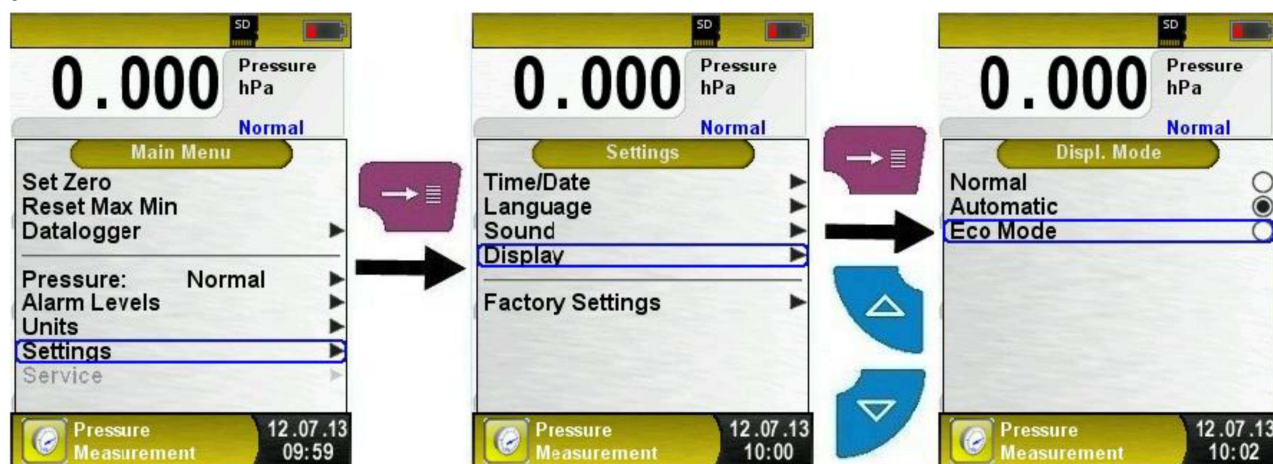 SD
0.000
Pressure
hPa
Normal
Main Menu
Set Zero
Reset Max Min
Datalogger
Pressure: Normal
Alarm Levels
Units
Settings
Service
Pressure
Measurement
12.07.13
09:59
SD
0.000
Pressure
hPa
Normal
Settings
Time/Date
Language
Sound
Display
Factory Settings
Pressure
Measurement
12.07.13
10:00
SD
0.000
Pressure
hPa
Normal
Displ. Mode
Normal
Automatic
Eco Mode
Pressure
Measurement
12.07.13
10:02